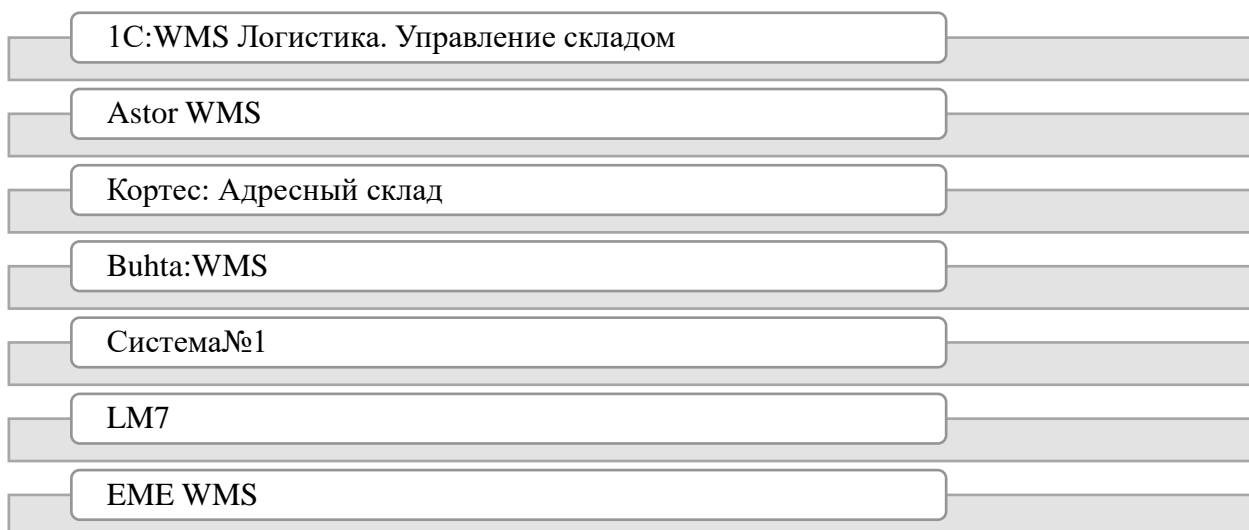 1С:WMS Логистика. Управление складом
Astor WMS
Кортес: Адресный склад
Buhta:WMS
Система№1
LM7
EME WMS